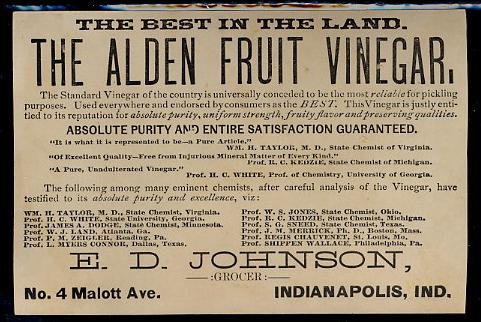 THE BEST IN THE LAND.
THE ALDEN FRUIT VINEGAR.
The Standard Vinegar of the country is universally conceded to be the most reliable for pickling
purposes. Used everywhere and endorsed by consumers as the BEST. This Vinegar is justly enti-
tled to its reputation for absolute purity, uniform strength, fruity flavor and preserving qualities.
ABSOLUTE PURITY AND ENTIRE SATISFACTION GUARANTEED.
"It is what it is represented to be—a Pure Article."
WM. H. TAYLOR, M. D., State Chemist of Virginia.
"Of Excellent Quality—Free from Injurious Mineral Matter of Every Kind."
Prof. R. C. KEDZIE, State Chemist of Michigan.
"A Pure, Unadulterated Vinegar."
Prof. H. C. WHITE, Prof. of Chemistry, University of Georgia.
The following among many eminent chemists, after careful analysis of the Vinegar, have
testified to its absolute purity and excellence, viz:
WM. H. TAYLOR, M. D., State Chemist, Virginia.
Prof. H. C. WHITE, State University, Georgia.
Prof. JAMES A. DODGE, State Chemist, Minnesota.
Prof. W. J. LAND, Atlanta, Ga.
Prof. P. M. ZEIGLER, Reading, Pa.
Prof. L. MYERS CONNOR, Dallas, Texas.
Prof. W. S. JONES, State Chemist, Ohio.
Prof. R. C. KEDZIE, State Chemist, Michigan.
Prof. S. G. SNEED, State Chemist, Texas.
Prof. J. M. MERRICK, Ph. D., Boston, Mass.
Prof. REGIS CHAUVENET, St. Louis, Mo.
Prof. SHIPPEN WALLACE, Philadelphia, Pa.
E. D. JOHNSON,
—:GROCER:—
No. 4 Malott Ave. INDIANAPOLIS, IND.